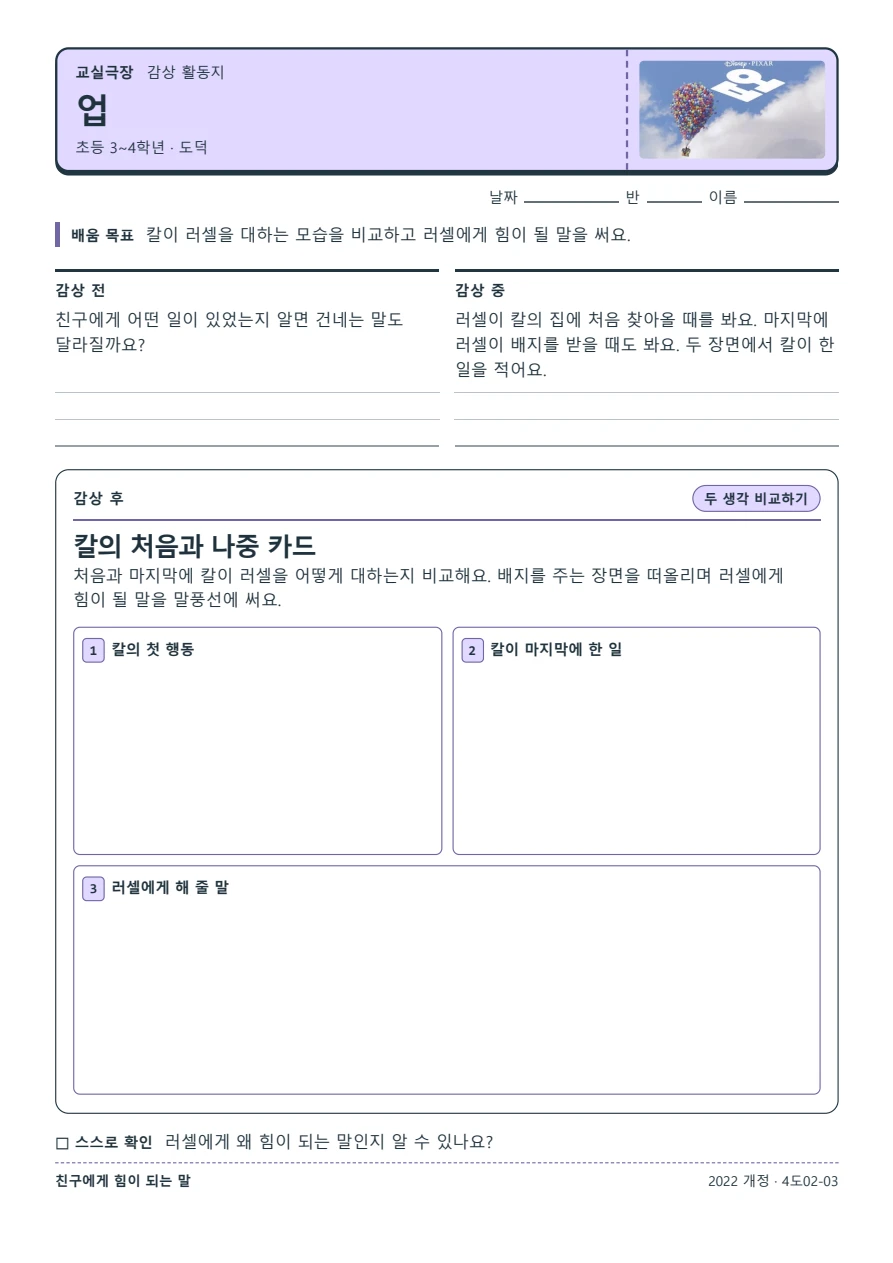 교실극장 감상 활동지
업
초등 3~4학년 · 도덕
Disney · PIXAR
업
날짜 반 이름
배움 목표 칼이 러셀을 대하는 모습을 비교하고 러셀에게 힘이 될 말을 써요.
감상 전
친구에게 어떤 일이 있었는지 알면 건네는 말도
달라질까요?
감상 중
러셀이 칼의 집에 처음 찾아올 때를 봐요. 마지막에
러셀이 배지를 받을 때도 봐요. 두 장면에서 칼이 한
일을 적어요.
감상 후
두 생각 비교하기
칼의 처음과 나중 카드
처음과 마지막에 칼이 러셀을 어떻게 대하는지 비교해요. 배지를 주는 장면을 떠올리며 러셀에게
힘이 될 말을 말풍선에 써요.
1 칼의 첫 행동
2 칼이 마지막에 한 일
3 러셀에게 해 줄 말
□ 스스로 확인 러셀에게 왜 힘이 되는 말인지 알 수 있나요?
친구에게 힘이 되는 말
2022 개정 · 4도02-03